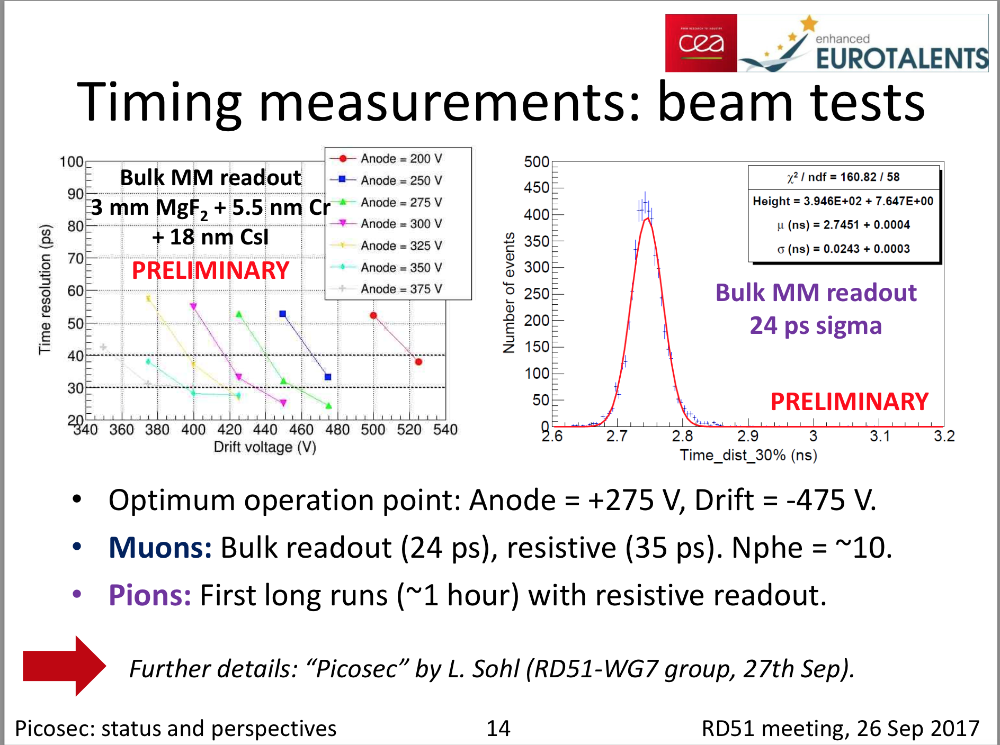 FROM RESEARCH TO INDUSTRY
cea
enhanced
EUROTALENTS
Timing measurements: beam tests
Time resolution (ps)
100
90
80
70
60
50
40
30
20
Bulk MM readout
3 mm MgF2 + 5.5 nm Cr
+ 18 nm CsI
PRELIMINARY
Anode = 200 V
Anode = 250 V
Anode = 275 V
Anode = 300 V
Anode = 325 V
Anode = 350 V
Anode = 375 V
340 360 380 400 420 440 460 480 500 520 540
Drift voltage (V)
Number of events
500
450
400
350
300
250
200
150
100
50
0
χ² / ndf = 160.82 / 58
Height = 3.946E+02 + 7.647E+00
μ (ns) = 2.7451 + 0.0004
σ (ns) = 0.0243 + 0.0003
Bulk MM readout
24 ps sigma
PRELIMINARY
2.6 2.7 2.8 2.9 3 3.1 3.2
Time_dist_30% (ns)
• Optimum operation point: Anode = +275 V, Drift = -475 V.
• Muons: Bulk readout (24 ps), resistive (35 ps). Nphe = ~10.
• Pions: First long runs (~1 hour) with resistive readout.
Further details: “Picosec” by L. Sohl (RD51-WG7 group, 27th Sep).
Picosec: status and perspectives 14 RD51 meeting, 26 Sep 2017